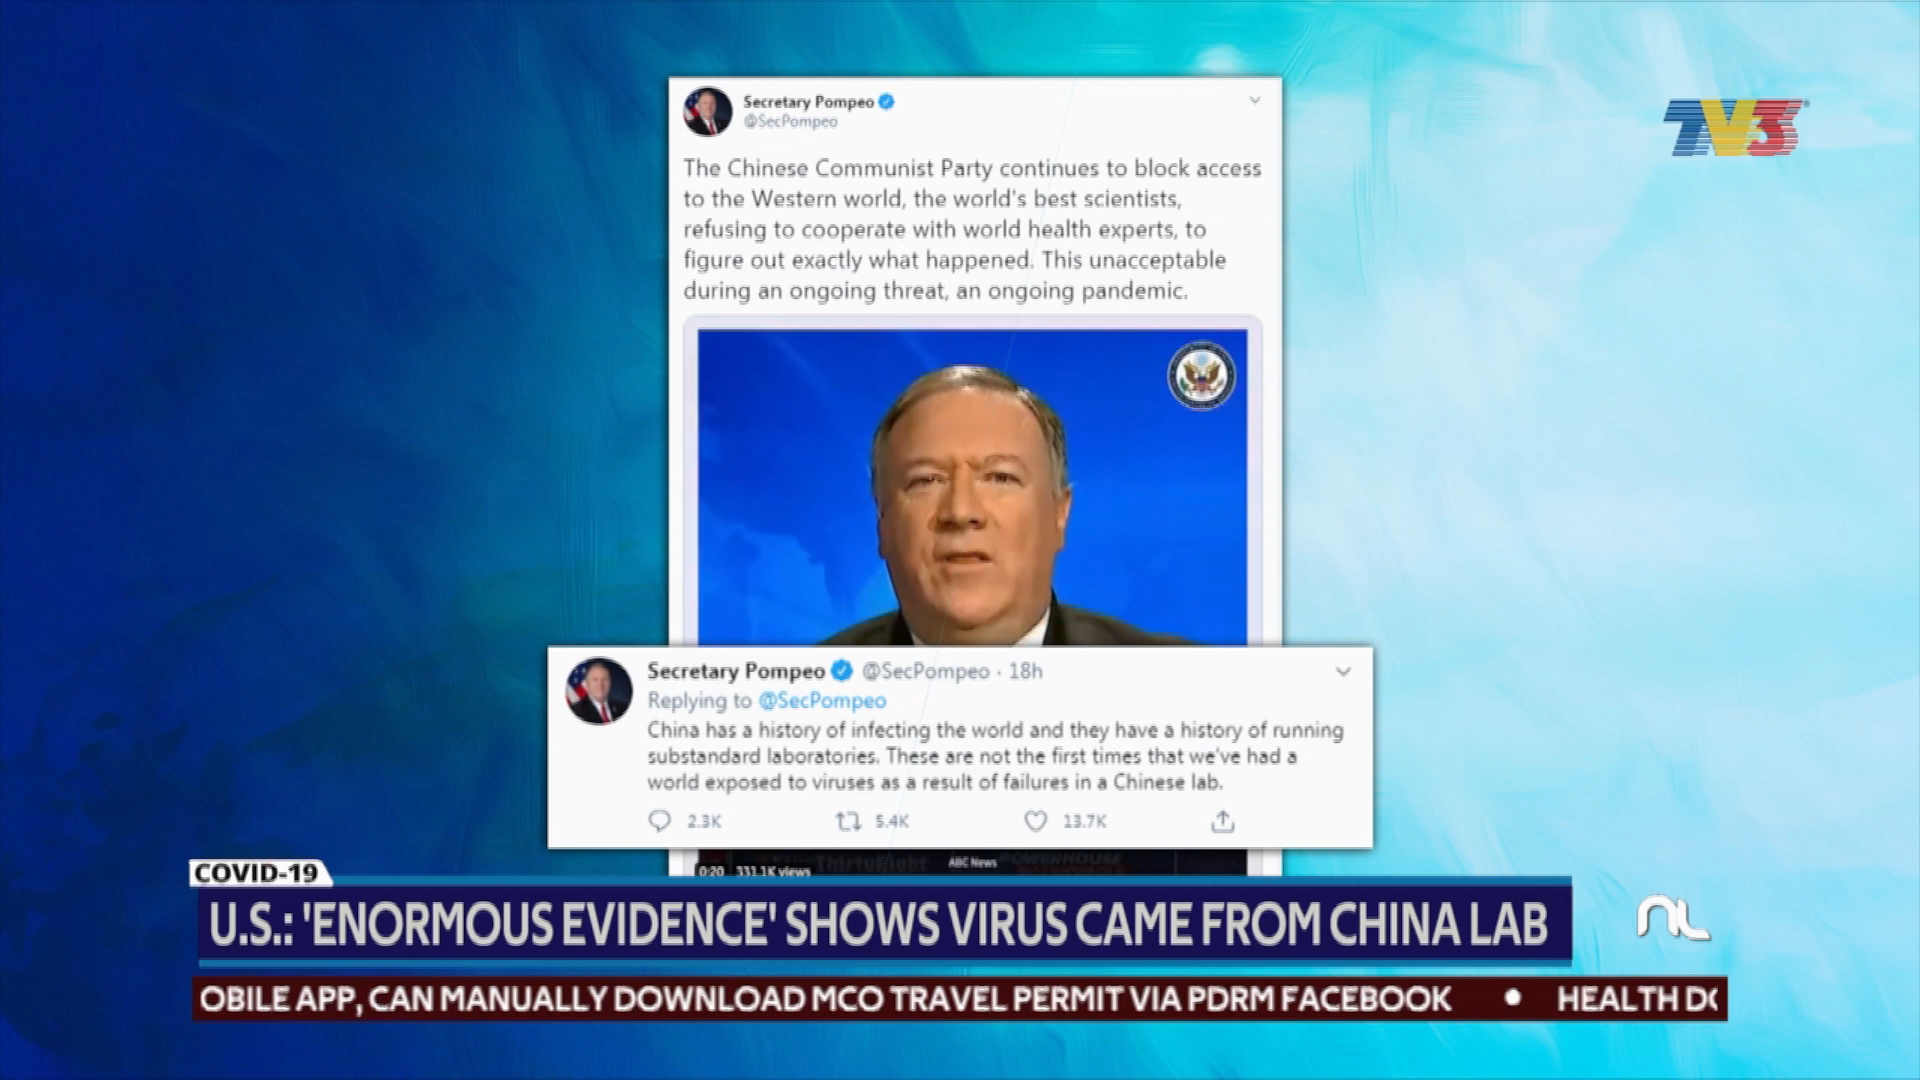 Secretary Pompeo
@SecPompeo
TV3
The Chinese Communist Party continues to block access
to the Western world, the world's best scientists,
refusing to cooperate with world health experts, to
figure out exactly what happened. This unacceptable
during an ongoing threat, an ongoing pandemic.
Secretary Pompeo @SecPompeo · 18h
Replying to @SecPompeo
China has a history of infecting the world and they have a history of running
substandard laboratories. These are not the first times that we've had a
world exposed to viruses as a result of failures in a Chinese lab.
2.3K 5.4K 13.7K
ABC News
0:20 331.1K views
COVID-19
U.S.: 'ENORMOUS EVIDENCE' SHOWS VIRUS CAME FROM CHINA LAB
NL
OBILE APP, CAN MANUALLY DOWNLOAD MCO TRAVEL PERMIT VIA PDRM FACEBOOK • HEALTH